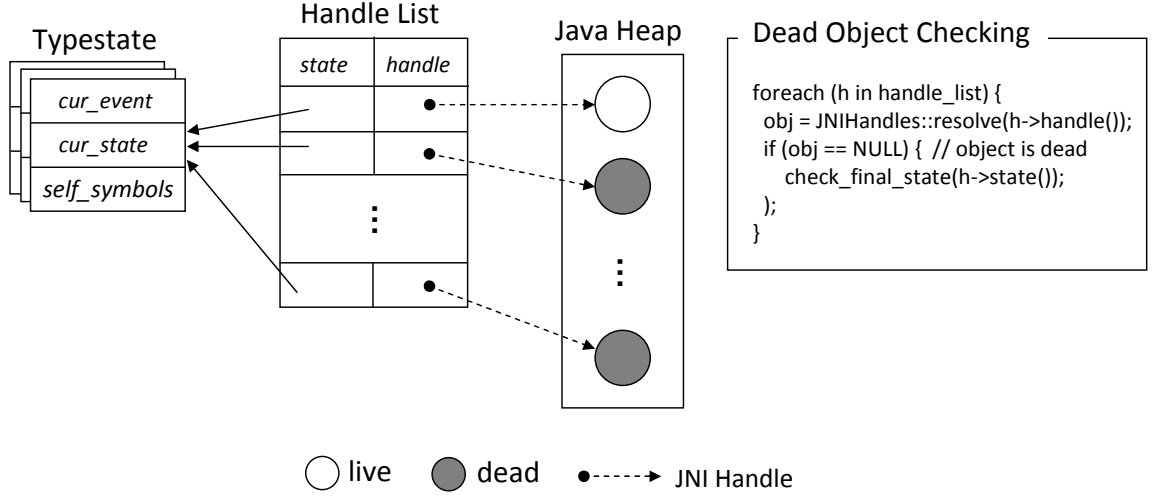 Handle List
Typestate
Java Heap
Dead Object Checking
state handle
cur_event
cur_state
self_symbols
foreach (h in handle_list) {
obj = JNIHandles::resolve(h->handle());
if (obj == NULL) { // object is dead
check_final_state(h->state());
);
}
live dead JNI Handle